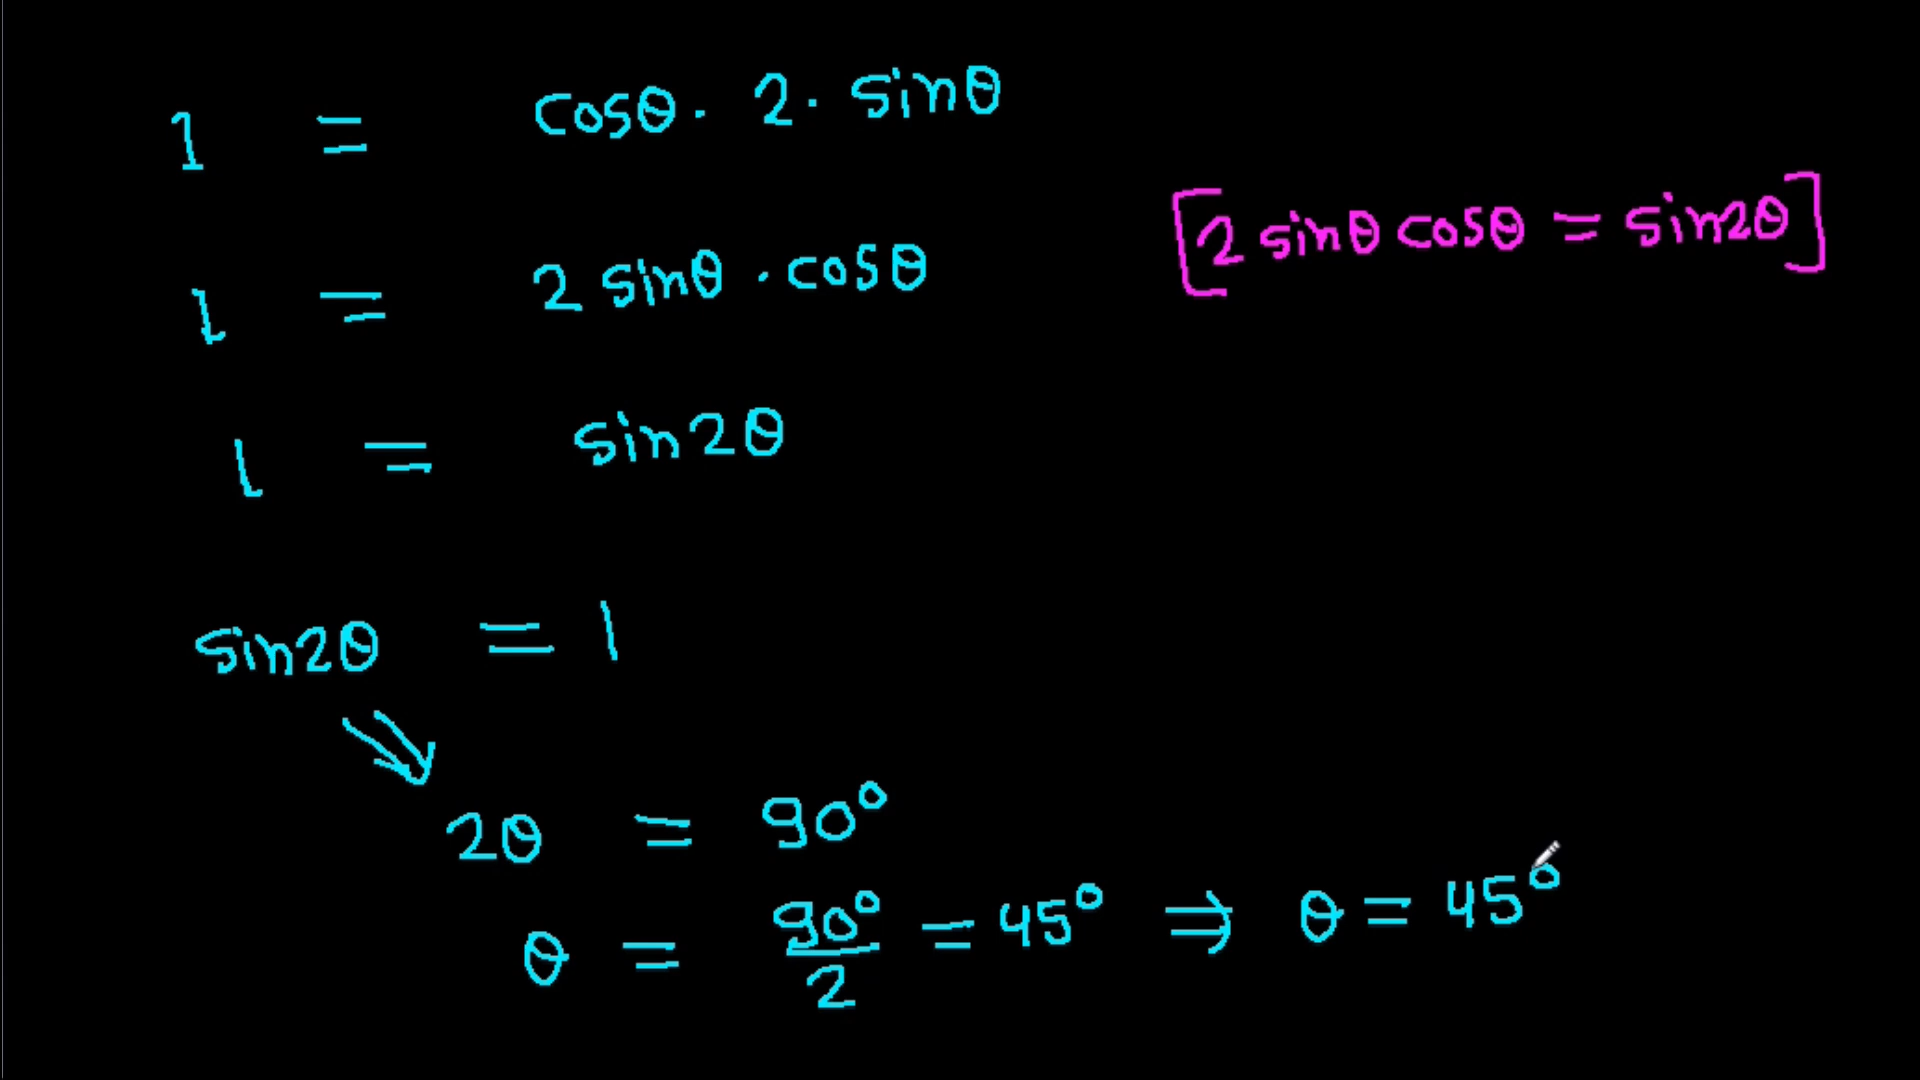 1 = cosθ · 2 · sinθ
[2 sinθ cosθ = sin2θ]
1 = 2 sinθ · cosθ
1 = sin2θ
sin2θ = 1
⇒ 2θ = 90°
θ = 90°/2 = 45° ⇒ θ = 45°